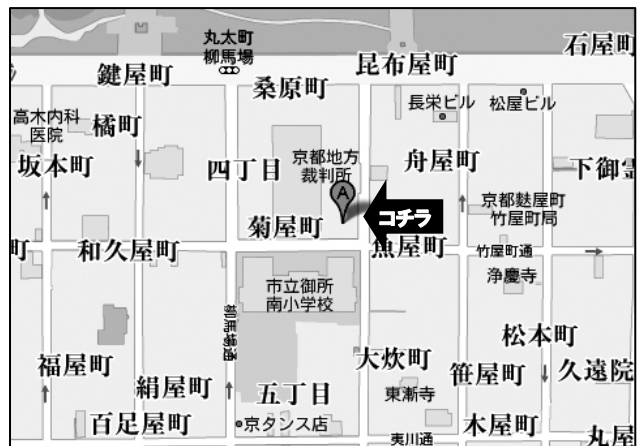 石屋町
丸太町
柳馬場
昆布屋町
鍵屋町
桑原町
長栄ビル
松屋ビル
高木内科
医院
橘町
京都地方
裁判所
舟屋町
坂本町
四丁目
下御霊
A
コチラ
京都麩屋町
竹屋町局
菊屋町
町
和久屋町
魚屋町
竹屋町通
浄慶寺
市立御所
南小学校
柳馬場通
松本町
福屋町
大炊町
久遠院
笹屋町
絹屋町
五丁目
東漸寺
百足屋町
京タンス店
木屋町
丸屋
夷川通